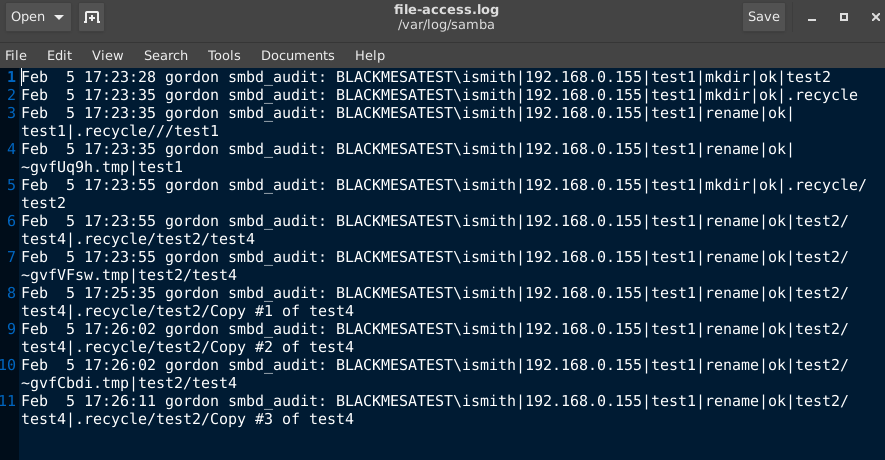 Open
file-access.log
/var/log/samba
Save
File Edit View Search Tools Documents Help
1 Feb  5 17:23:28 gordon smbd_audit: BLACKMESATEST\ismith|192.168.0.155|test1|mkdir|ok|test2
2 Feb  5 17:23:35 gordon smbd_audit: BLACKMESATEST\ismith|192.168.0.155|test1|mkdir|ok|.recycle
3 Feb  5 17:23:35 gordon smbd_audit: BLACKMESATEST\ismith|192.168.0.155|test1|rename|ok|
test1|.recycle///test1
4 Feb  5 17:23:35 gordon smbd_audit: BLACKMESATEST\ismith|192.168.0.155|test1|rename|ok|
~gvfUq9h.tmp|test1
5 Feb  5 17:23:55 gordon smbd_audit: BLACKMESATEST\ismith|192.168.0.155|test1|mkdir|ok|.recycle/
test2
6 Feb  5 17:23:55 gordon smbd_audit: BLACKMESATEST\ismith|192.168.0.155|test1|rename|ok|test2/
test4|.recycle/test2/test4
7 Feb  5 17:23:55 gordon smbd_audit: BLACKMESATEST\ismith|192.168.0.155|test1|rename|ok|test2/
~gvfVFsw.tmp|test2/test4
8 Feb  5 17:25:35 gordon smbd_audit: BLACKMESATEST\ismith|192.168.0.155|test1|rename|ok|test2/
test4|.recycle/test2/Copy #1 of test4
9 Feb  5 17:26:02 gordon smbd_audit: BLACKMESATEST\ismith|192.168.0.155|test1|rename|ok|test2/
test4|.recycle/test2/Copy #2 of test4
10 Feb  5 17:26:02 gordon smbd_audit: BLACKMESATEST\ismith|192.168.0.155|test1|rename|ok|test2/
~gvfCbdi.tmp|test2/test4
11 Feb  5 17:26:11 gordon smbd_audit: BLACKMESATEST\ismith|192.168.0.155|test1|rename|ok|test2/
test4|.recycle/test2/Copy #3 of test4